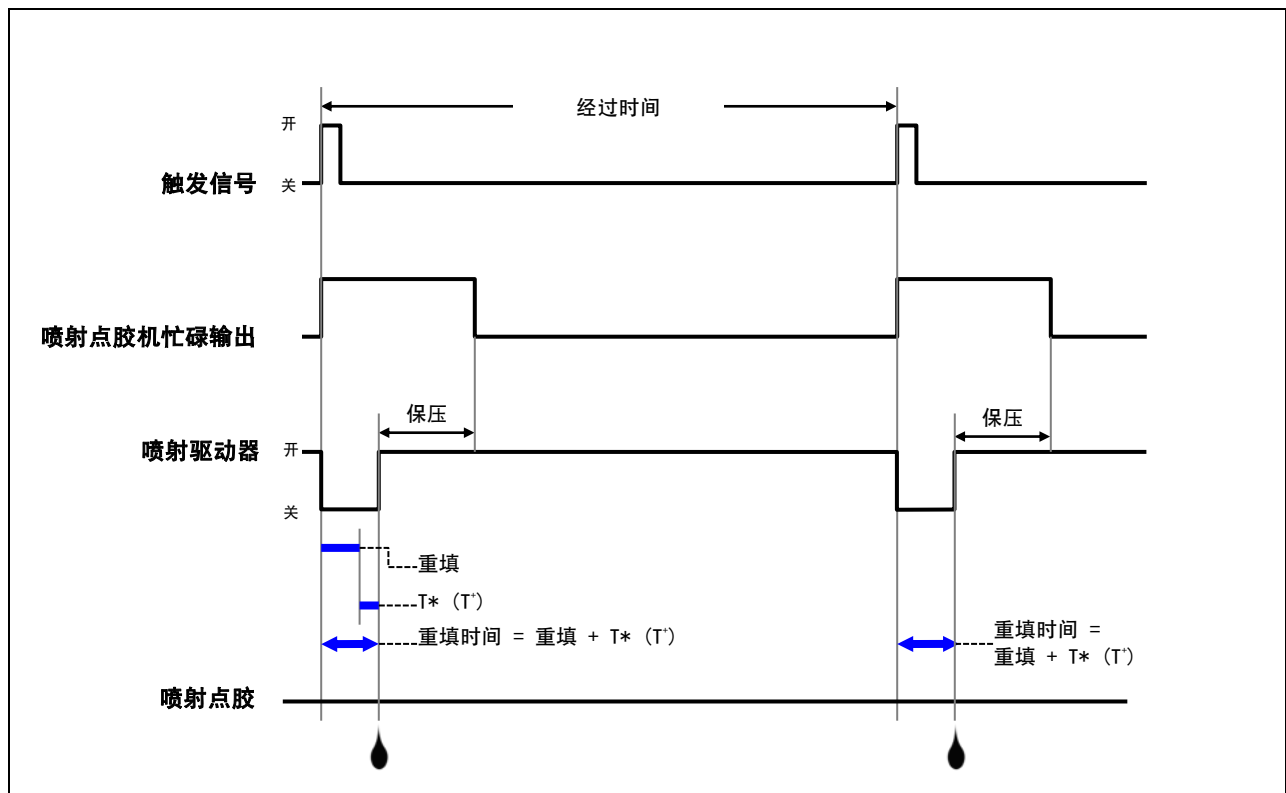 经过时间
开
触发信号
关
喷射点胶机忙碌输出
保压
保压
喷射驱动器
开
关
重填
T* (T⁺)
重填时间 = 重填 + T* (T⁺)
重填时间 =
重填 + T* (T⁺)
喷射点胶